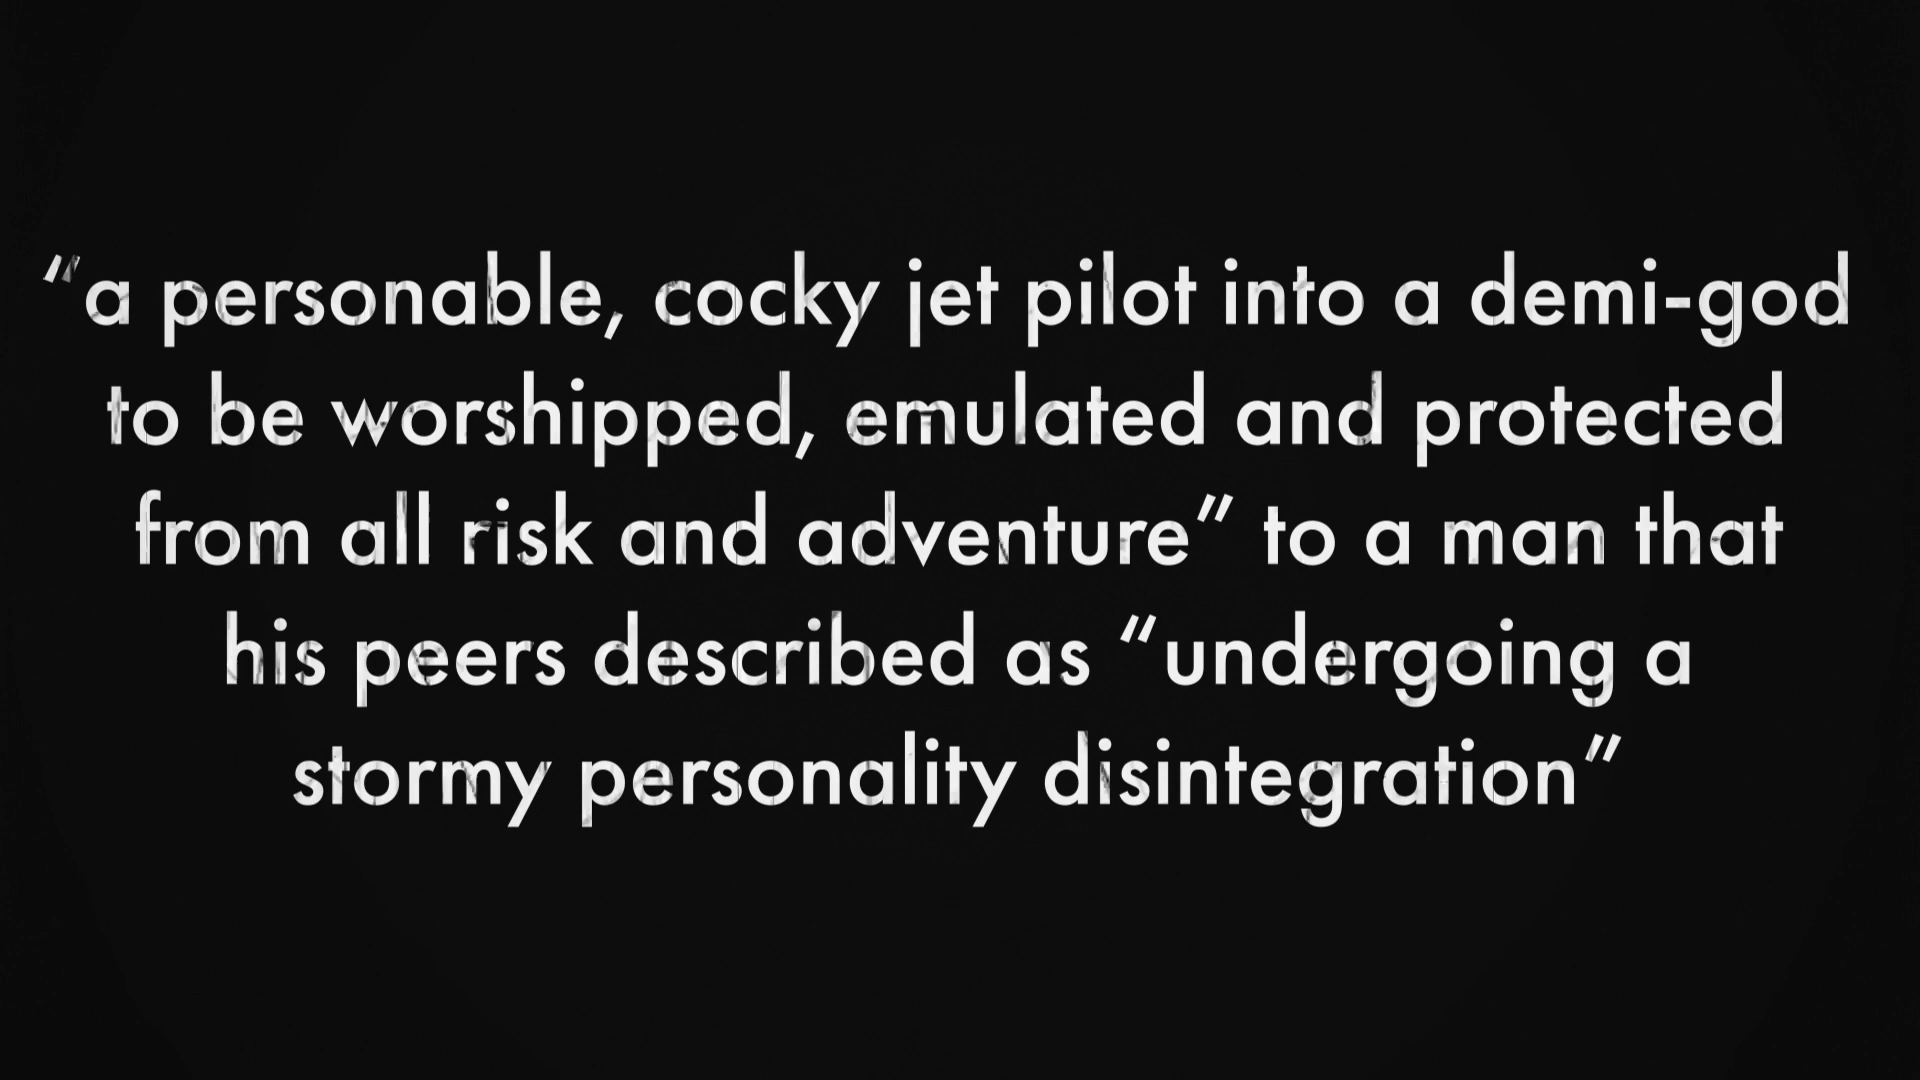 “a personable, cocky jet pilot into a demi-god
to be worshipped, emulated and protected
from all risk and adventure” to a man that
his peers described as “undergoing a
stormy personality disintegration”